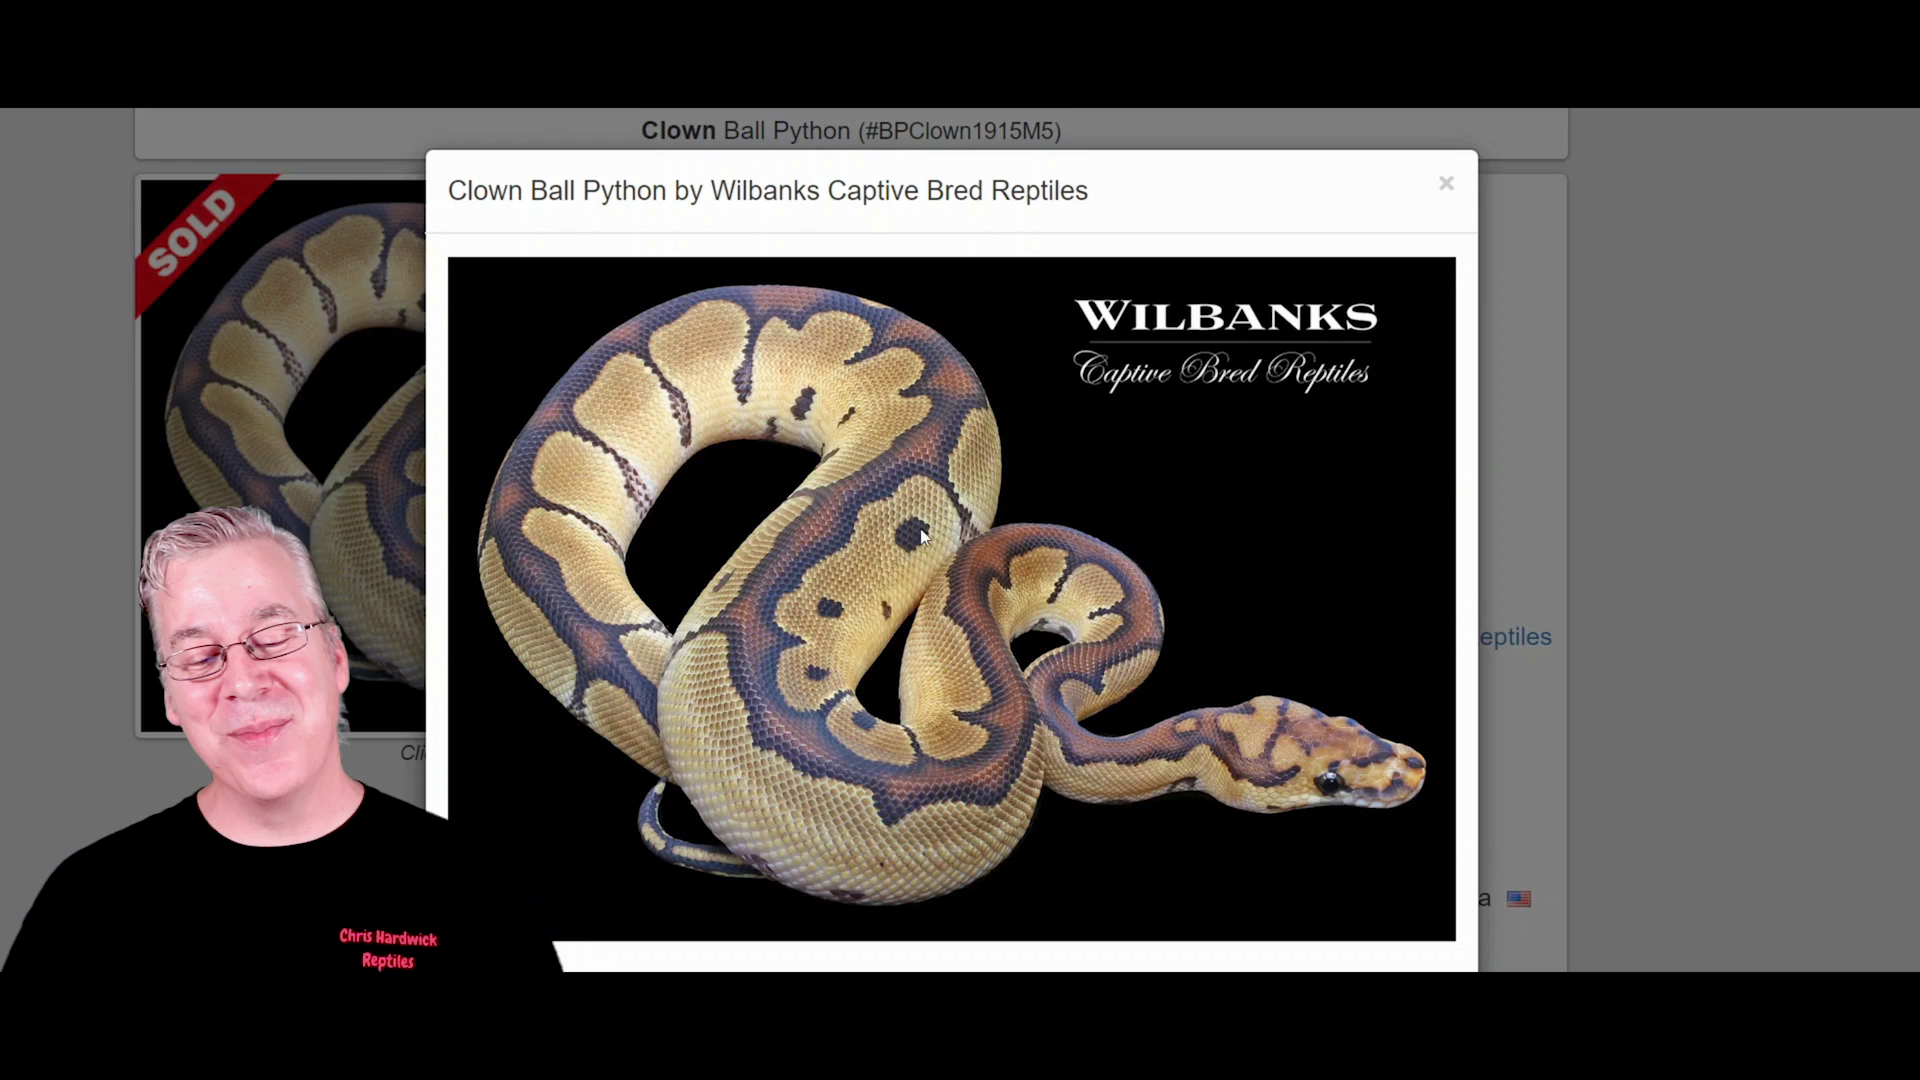 Clown Ball Python (#BPClown1915M5)
Clown Ball Python by Wilbanks Captive Bred Reptiles
×
SOLD
WILBANKS
Captive Bred Reptiles
eptiles
Cli
a
Chris Hardwick
Reptiles